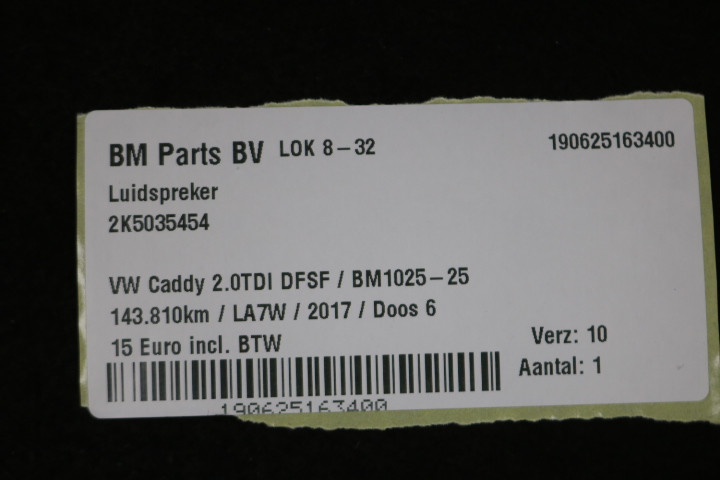 BM Parts BV LOK 8-32 190625163400
Luidspreker
2K5035454
VW Caddy 2.0TDI DFSF / BM1025-25
143.810km / LA7W / 2017 / Doos 6
15 Euro incl. BTW Verz: 10
Aantal: 1
190625163400